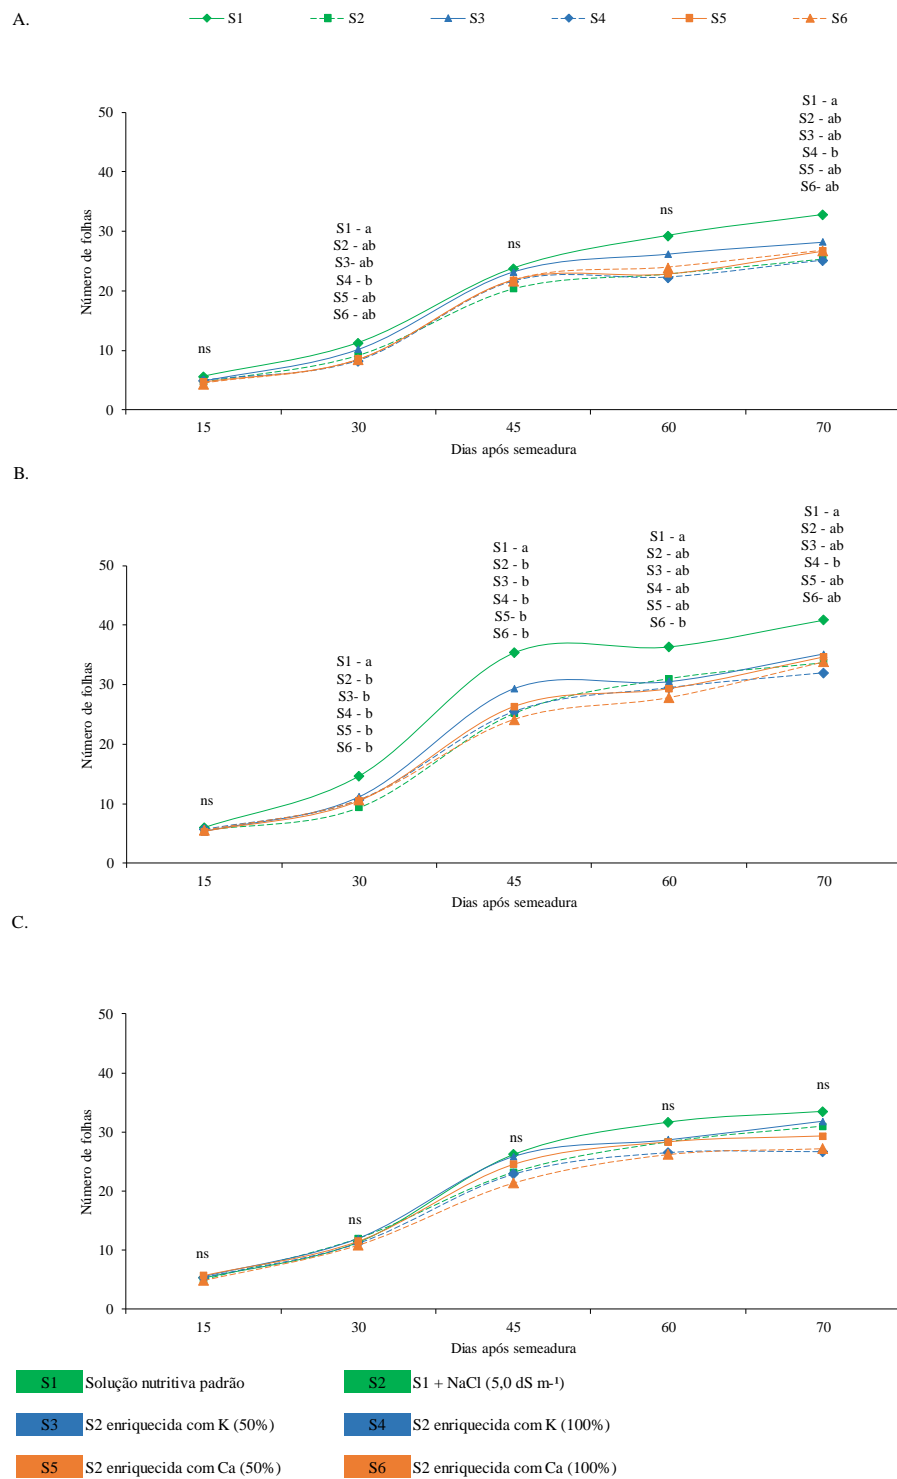 A.
S1 S2 S3 S4 S5 S6
S1 - a
S2 - ab
S3 - ab
S4 - b
S5 - ab
S6- ab
S1 - a
S2 - ab
S3- ab
S4 - b
S5 - ab
S6 - ab
ns
ns
ns
Número de folhas
50
40
30
20
10
0
15 30 45 60 70
Dias após semeadura
B.
S1 - a
S2 - ab
S3 - ab
S4 - b
S5 - ab
S6- ab
S1 - a
S2 - ab
S3 - ab
S4 - ab
S5 - ab
S6 - b
S1 - a
S2 - b
S3 - b
S4 - b
S5- b
S6 - b
S1 - a
S2 - b
S3- b
S4 - b
S5 - b
S6 - b
ns
Número de folhas
50
40
30
20
10
0
15 30 45 60 70
Dias após semeadura
C.
ns
ns
ns
ns
ns
Número de folhas
50
40
30
20
10
0
15 30 45 60 70
Dias após semeadura
S1 Solução nutritiva padrão
S2 S1 + NaCl (5,0 dS m-¹)
S3 S2 enriquecida com K (50%)
S4 S2 enriquecida com K (100%)
S5 S2 enriquecida com Ca (50%)
S6 S2 enriquecida com Ca (100%)